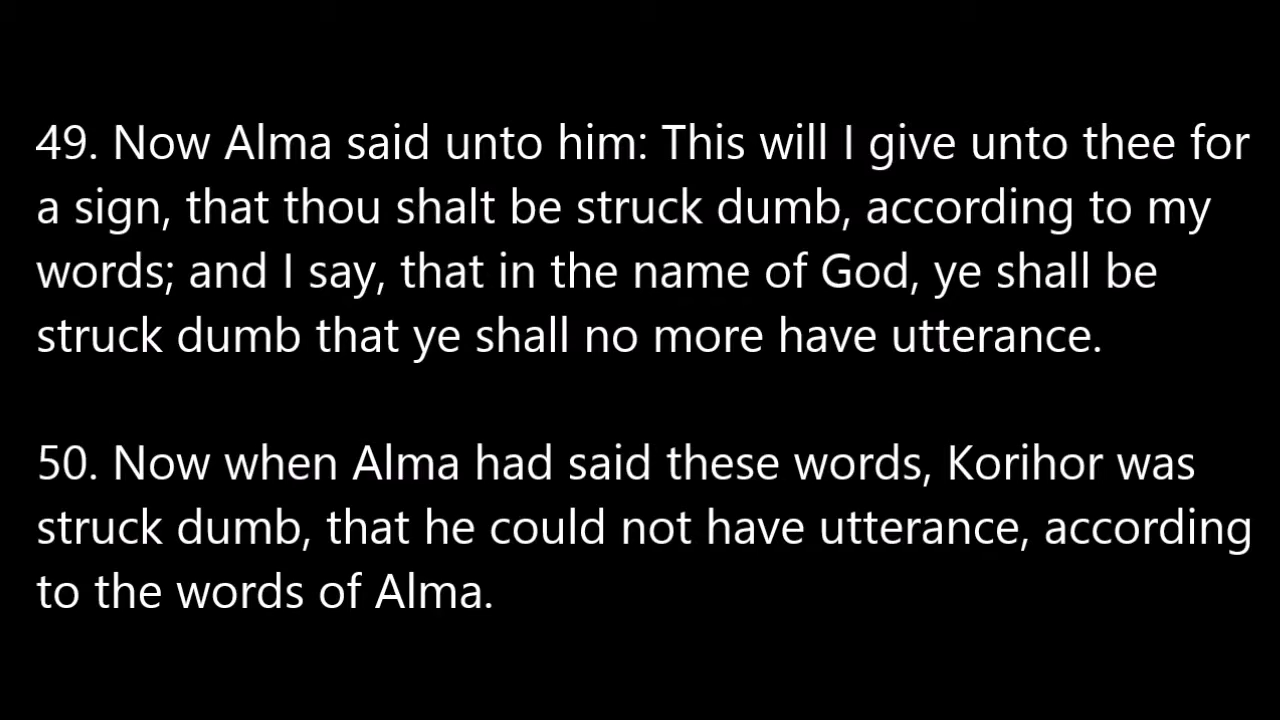 49. Now Alma said unto him: This will I give unto thee for
a sign, that thou shalt be struck dumb, according to my
words; and I say, that in the name of God, ye shall be
struck dumb that ye shall no more have utterance.
50. Now when Alma had said these words, Korihor was
struck dumb, that he could not have utterance, according
to the words of Alma.